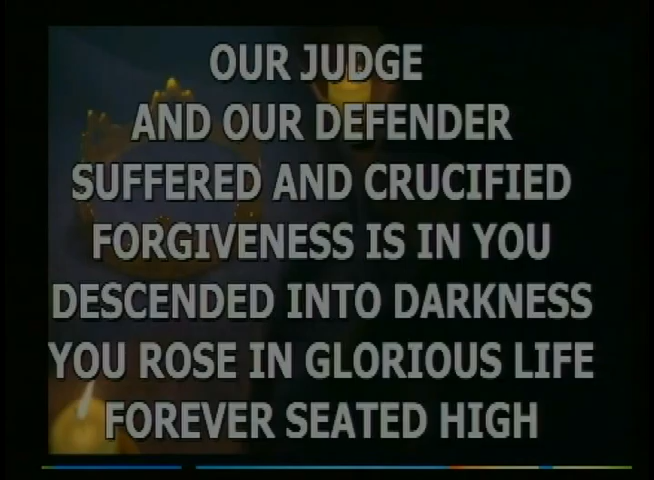 OUR JUDGE
AND OUR DEFENDER
SUFFERED AND CRUCIFIED
FORGIVENESS IS IN YOU
DESCENDED INTO DARKNESS
YOU ROSE IN GLORIOUS LIFE
FOREVER SEATED HIGH